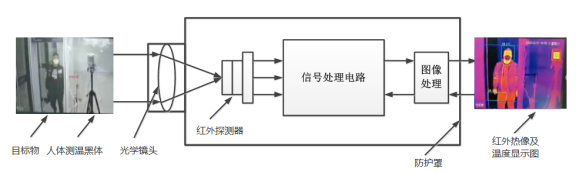 信号处理电路
图像
处理
红外探测器
目标物
人体测温黑体
光学镜头
防护罩
红外热像及
温度显示图